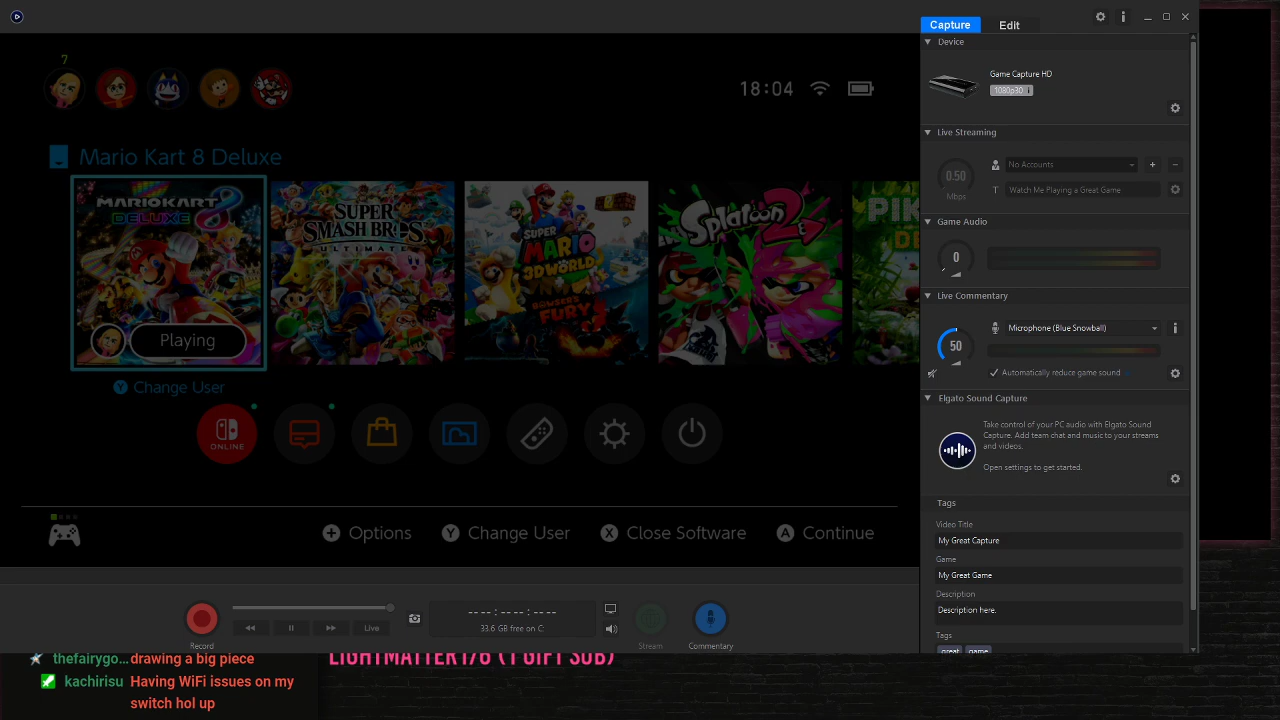 Capture
Edit
Device
7
Game Capture HD
1080p30 i
18:04
Live Streaming
Mario Kart 8 Deluxe
No Accounts
0.50
Mbps
Watch Me Playing a Great Game
MARIOKART
DELUXE 8
SUPER
SMASH BROS.
ULTIMATE
SUPER
MARIO
3D WORLD
BOWSER'S
FURY
Splatoon 2
PIK
DE
Game Audio
0
Live Commentary
Microphone (Blue Snowball)
50
Automatically reduce game sound
Playing
Y Change User
Elgato Sound Capture
Take control of your PC audio with Elgato Sound
Capture. Add team chat and music to your streams
and videos.
Open settings to get started.
ONLINE
Tags
Video Title
My Great Capture
Options
Y Change User
X Close Software
A Continue
Game
My Great Game
Description
Description here.
Tags
great game
-- -- : -- -- : -- --
Live
33.6 GB free on C:
Record
Stream
Commentary
thefairygo... drawing a big piece
LIGHTMATTER176 (1 GIFT SUB)
kachirisu Having WiFi issues on my
switch hol up